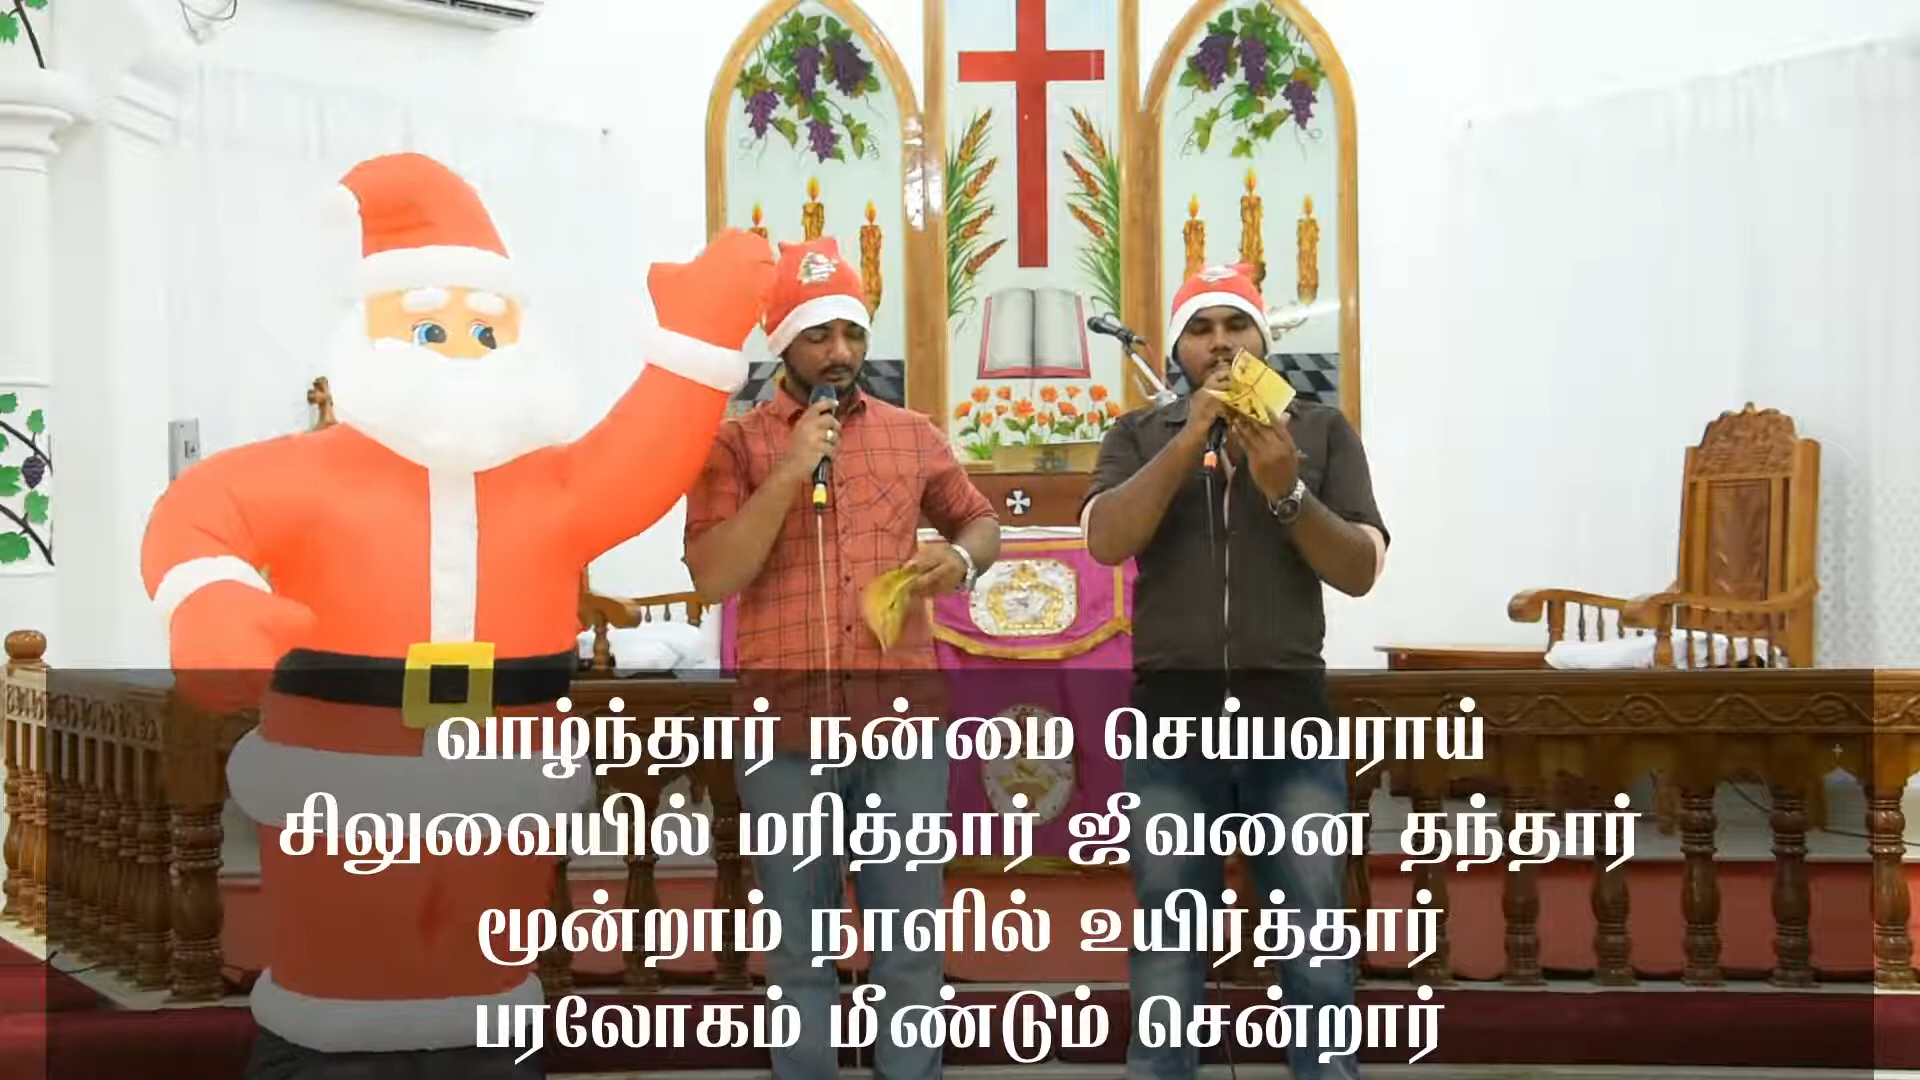 வாழ்ந்தார் நன்மை செய்பவராய்
சிலுவையில் மரித்தார் ஜீவனை தந்தார்
மூன்றாம் நாளில் உயிர்த்தார்
பரலோகம் மீண்டும் சென்றார்